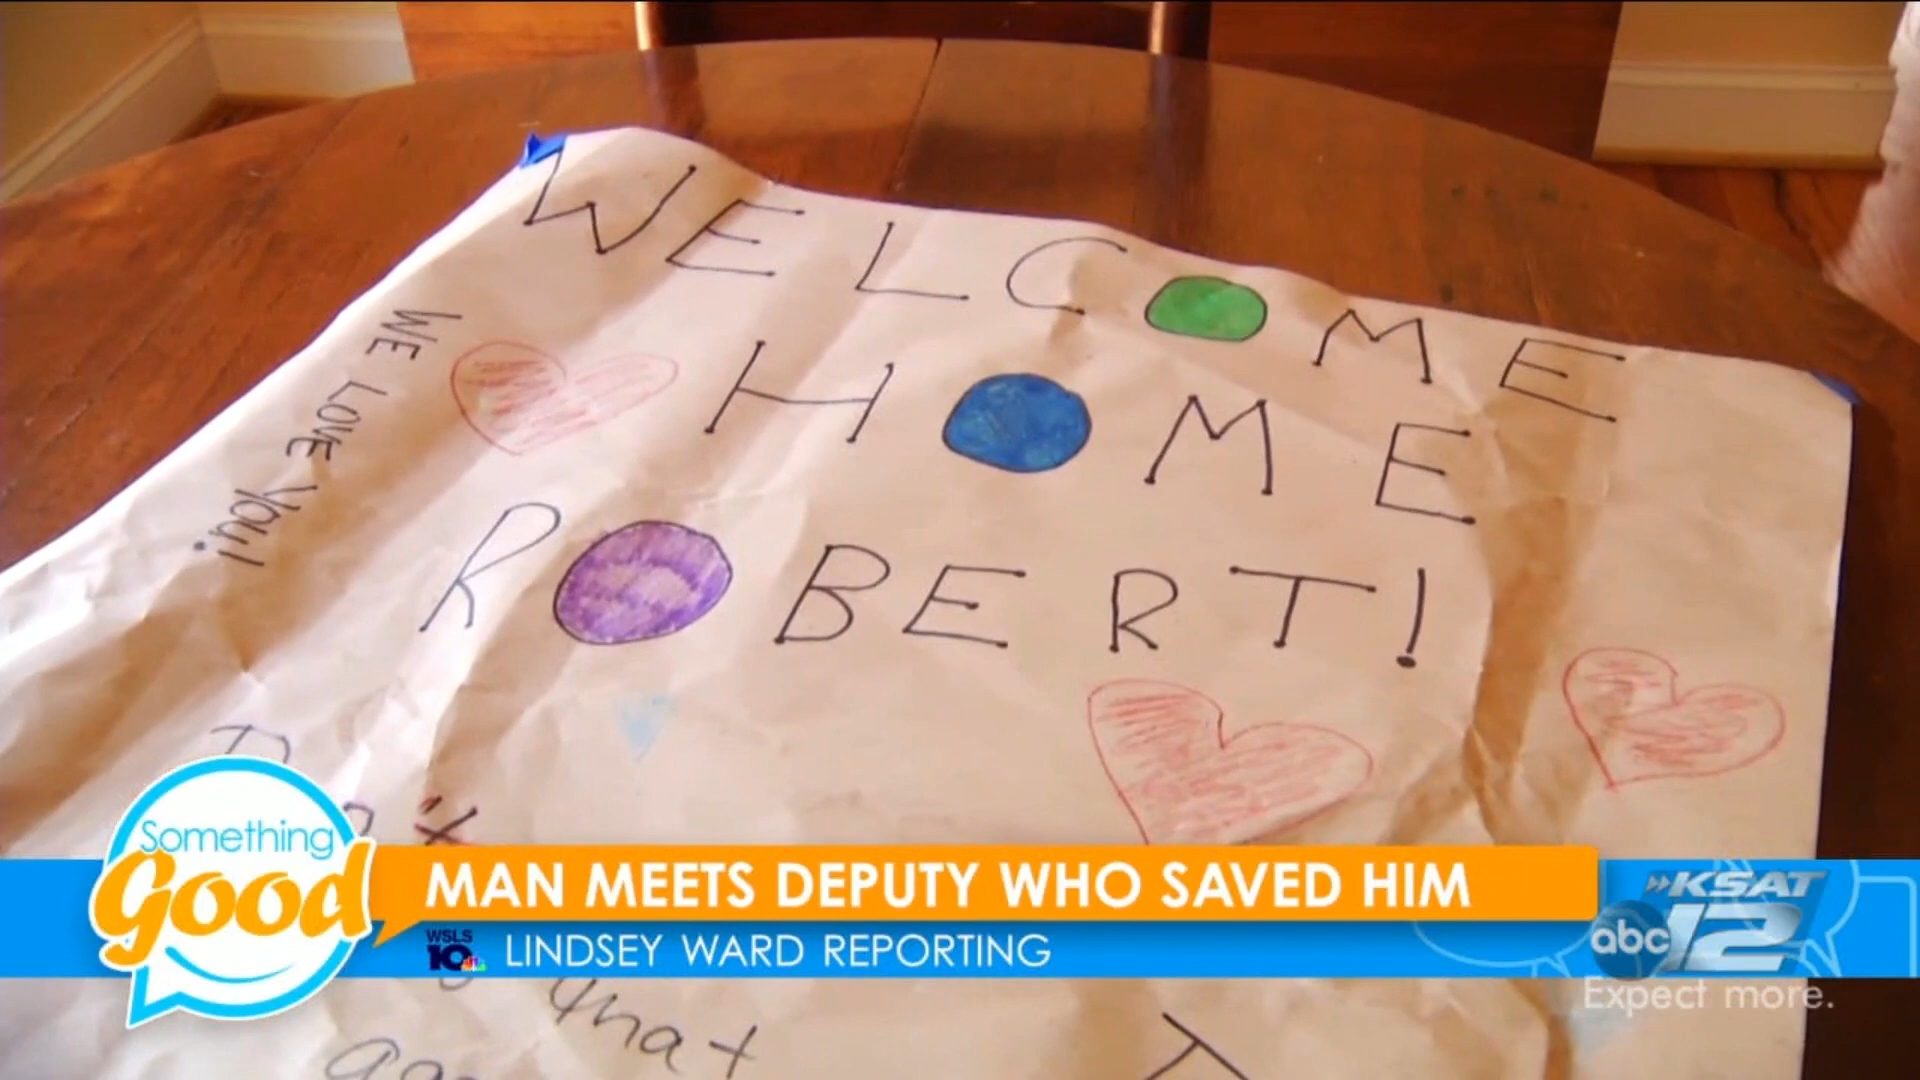 WELCOME
HOME
ROBERT!
WE LOVE YOU!
Something
Good
MAN MEETS DEPUTY WHO SAVED HIM
WSLS
10
LINDSEY WARD REPORTING
KSAT
abc 12
Expect more.
that